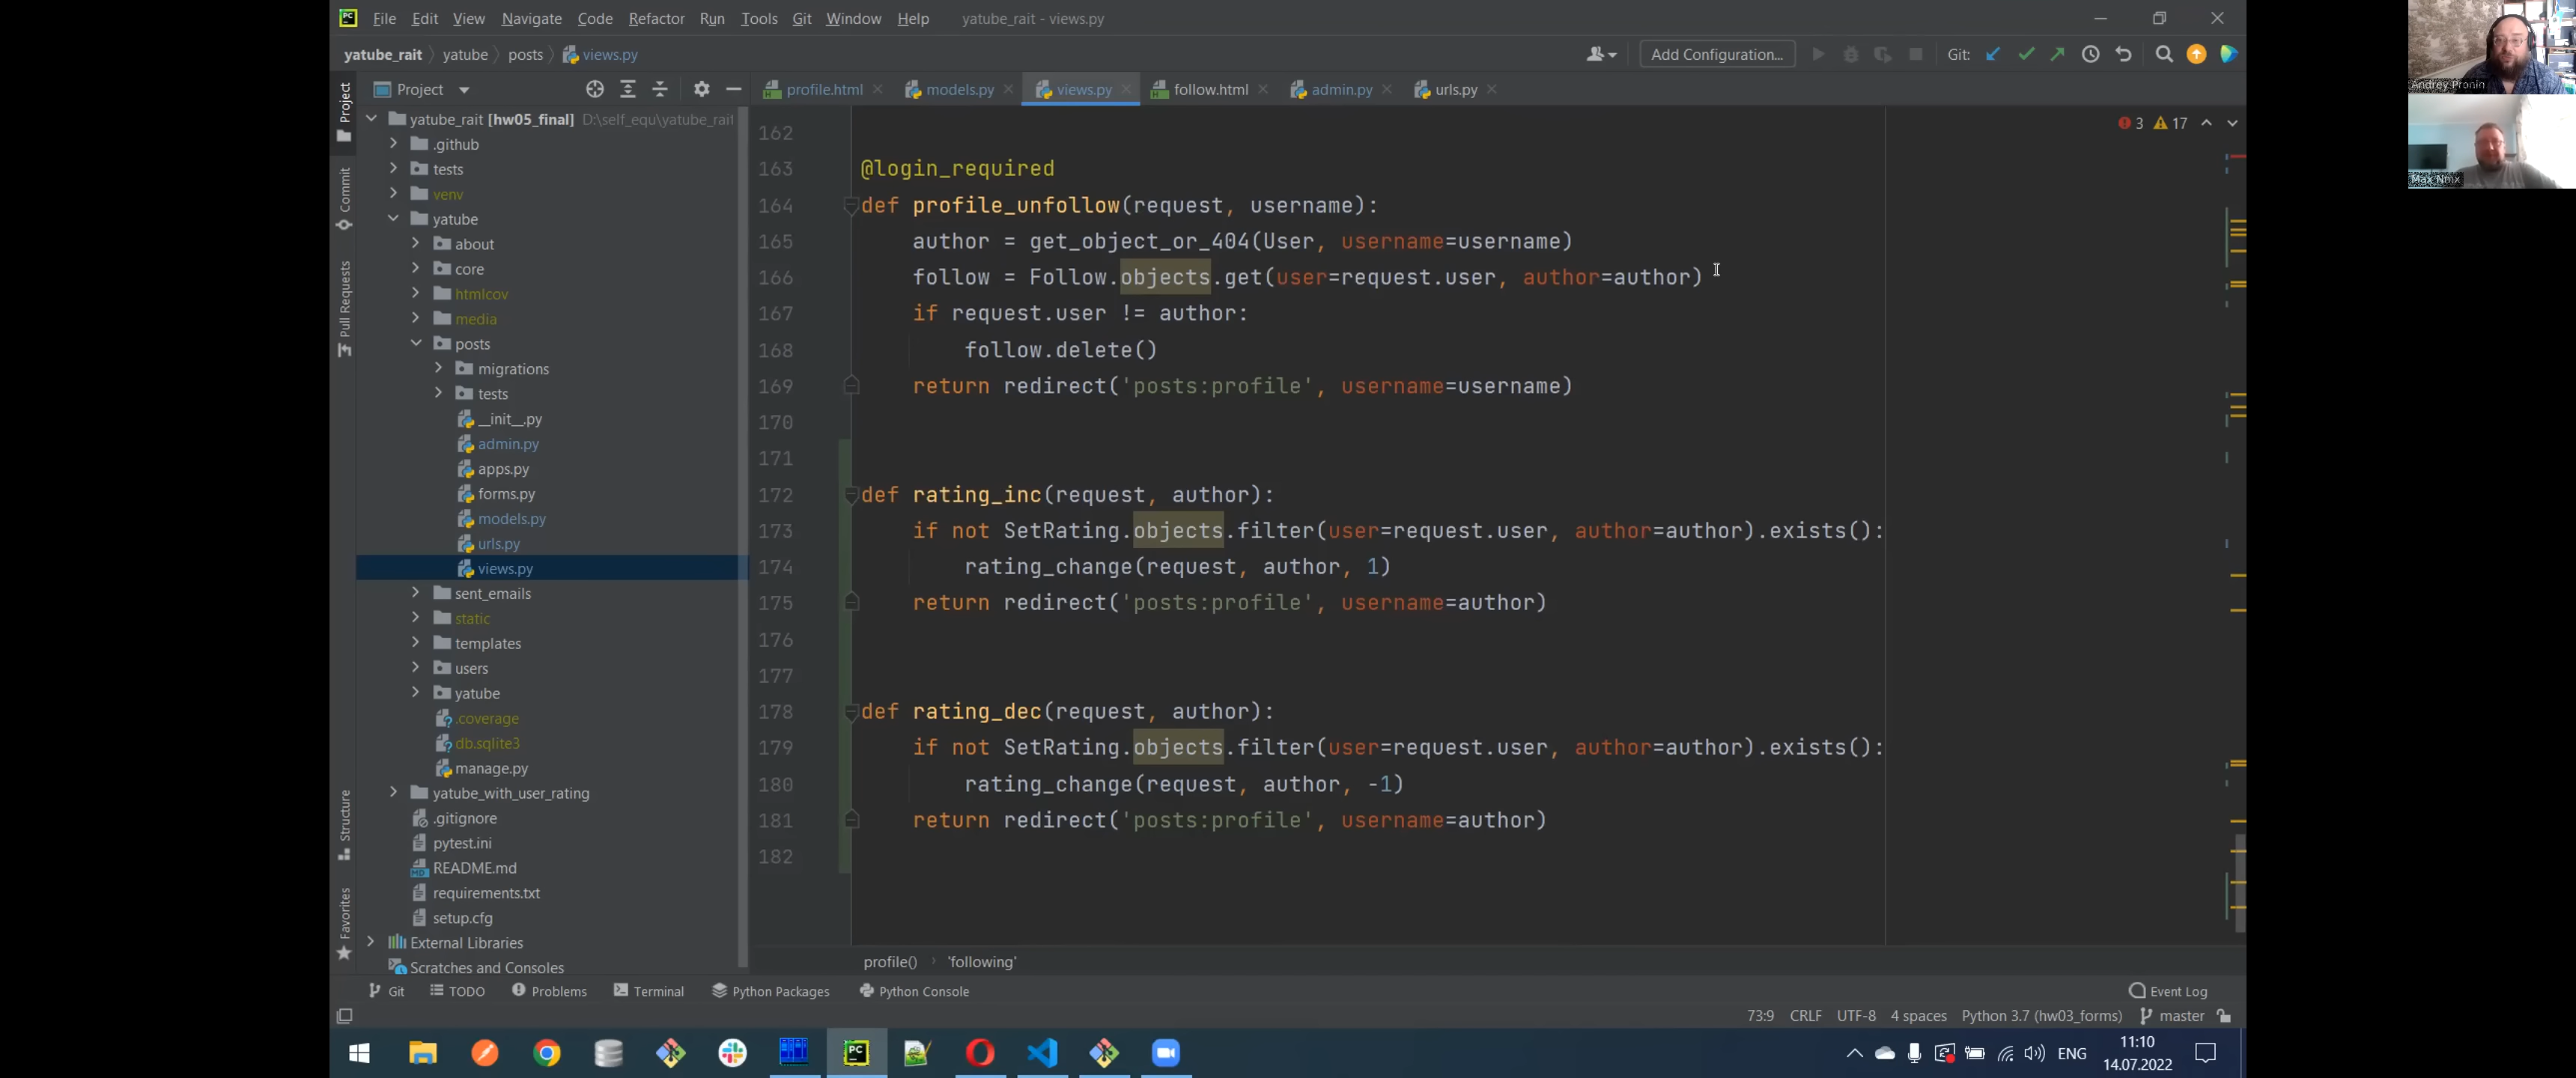 File Edit View Navigate Code Refactor Run Tools Git Window Help yatube_rait - views.py
yatube_rait yatube posts views.py
Add Configuration...
Git:
Project
profile.html
models.py
views.py
follow.html
admin.py
urls.py
Project
Commit
Pull Requests
Structure
Favorites
yatube_rait [hw05_final] D:\self_equ\yatube_rait
.github
tests
venv
yatube
about
core
htmlcov
media
posts
migrations
tests
__init__.py
admin.py
apps.py
forms.py
models.py
urls.py
views.py
sent_emails
static
templates
users
yatube
.coverage
db.sqlite3
manage.py
yatube_with_user_rating
.gitignore
pytest.ini
README.md
requirements.txt
setup.cfg
External Libraries
Scratches and Consoles
3 17
162
163 @login_required
164 def profile_unfollow(request, username):
165 author = get_object_or_404(User, username=username)
166 follow = Follow.objects.get(user=request.user, author=author)
167 if request.user != author:
168 follow.delete()
169 return redirect('posts:profile', username=username)
170
171
172 def rating_inc(request, author):
173 if not SetRating.objects.filter(user=request.user, author=author).exists():
174 rating_change(request, author, 1)
175 return redirect('posts:profile', username=author)
176
177
178 def rating_dec(request, author):
179 if not SetRating.objects.filter(user=request.user, author=author).exists():
180 rating_change(request, author, -1)
181 return redirect('posts:profile', username=author)
182
profile() 'following'
Git TODO Problems Terminal Python Packages Python Console Event Log
73:9 CRLF UTF-8 4 spaces Python 3.7 (hw03_forms) master
ENG
11:10
14.07.2022
Andrey Pronin
Max Nmx